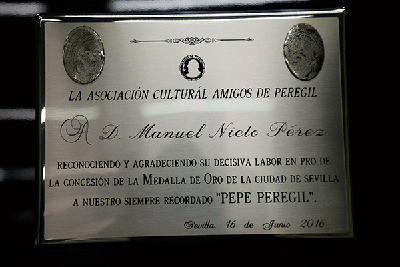 LA ASOCIACIÓN CULTURÁL AMIGOS DE PEREGIL
A D. Manuel Nieto Pérez
RECONOCIENDO Y AGRADECIENDO SU DECISIVA LABOR EN PRO DE
LA CONCESIÓN DE LA MEDALLA DE ORO DE LA CIUDAD DE SEVILLA
A NUESTRO SIEMPRE RECORDADO "PEPE PEREGIL".
Sevilla, 16 de Junio 2016